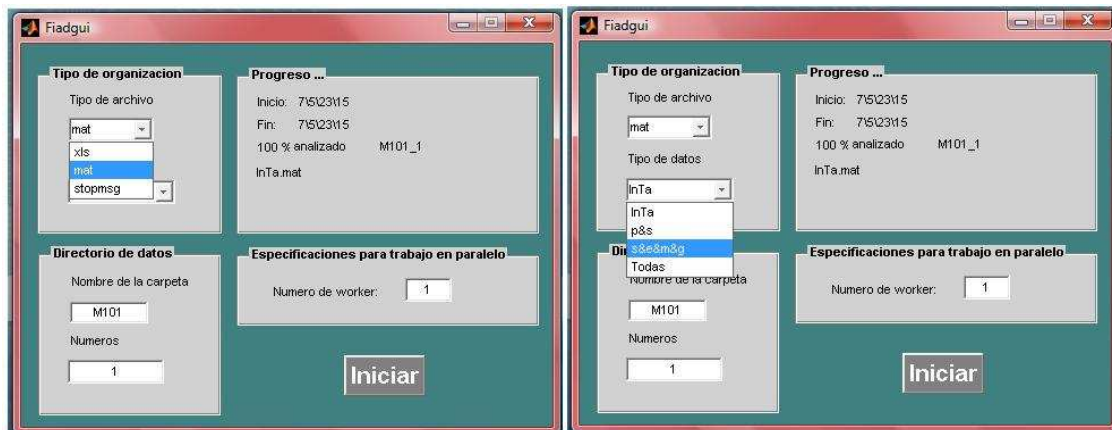 Fiadgui
Tipo de organizacion
Tipo de archivo
mat
xls
mat
stopmsg
Progreso ...
Inicio: 7\5\23\15
Fin: 7\5\23\15
100 % analizado M101_1
InTa.mat
Directorio de datos
Nombre de la carpeta
M101
Numeros
1
Especificaciones para trabajo en paralelo
Numero de worker: 1
Iniciar
Fiadgui
Tipo de organizacion
Tipo de archivo
mat
Tipo de datos
InTa
InTa
p&s
s&e&m&g
Todas
Progreso ...
Inicio: 7\5\23\15
Fin: 7\5\23\15
100 % analizado M101_1
InTa.mat
Di
Nombre de la carpeta
M101
Numeros
1
Especificaciones para trabajo en paralelo
Numero de worker: 1
Iniciar